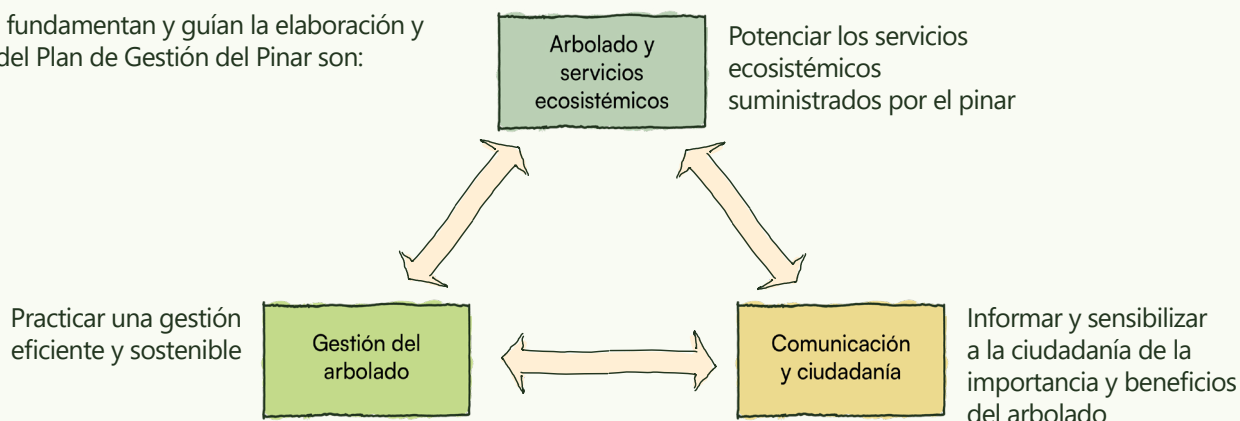 fundamentan y guían la elaboración y
del Plan de Gestión del Pinar son:
Arbolado y
servicios
ecosistémicos
Potenciar los servicios
ecosistémicos
suministrados por el pinar
Practicar una gestión
eficiente y sostenible
Gestión del
arbolado
Comunicación
y ciudadanía
Informar y sensibilizar
a la ciudadanía de la
importancia y beneficios
del arbolado